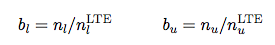 b_l = n_l/n_l^LTE b_u = n_u/n_u^LTE